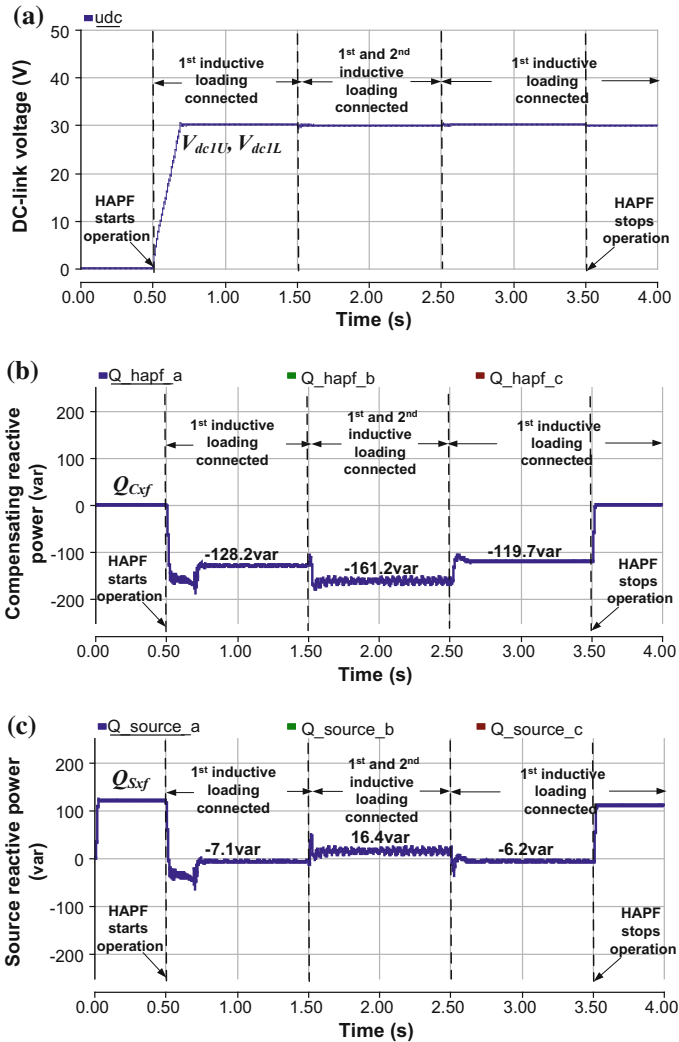 (a)
udc
DC-link voltage (V)
50
40
30
20
10
0
1st inductive
loading
connected
1st and 2nd
inductive
loading
connected
1st inductive
loading
connected
Vdc1U, Vdc1L
HAPF
starts
operation
HAPF
stops
operation
0.00 0.50 1.00 1.50 2.00 2.50 3.00 3.50 4.00
Time (s)
(b)
Q_hapf_a Q_hapf_b Q_hapf_c
Compensating reactive
power (var)
200
100
0
-100
-200
1st inductive
loading
connected
1st and 2nd
inductive
loading
connected
1st inductive
loading
connected
QCxf
-128.2var
-161.2var
-119.7var
HAPF
starts
operation
HAPF
stops
operation
0.00 0.50 1.00 1.50 2.00 2.50 3.00 3.50 4.00
Time (s)
(c)
Q_source_a Q_source_b Q_source_c
Source reactive power
(var)
200
100
0
-100
-200
QSxf
1st inductive
loading
connected
1st and 2nd
inductive
loading
connected
1st inductive
loading
connected
-7.1var
16.4var
-6.2var
HAPF
starts
operation
HAPF
stops
operation
0.00 0.50 1.00 1.50 2.00 2.50 3.00 3.50 4.00
Time (s)